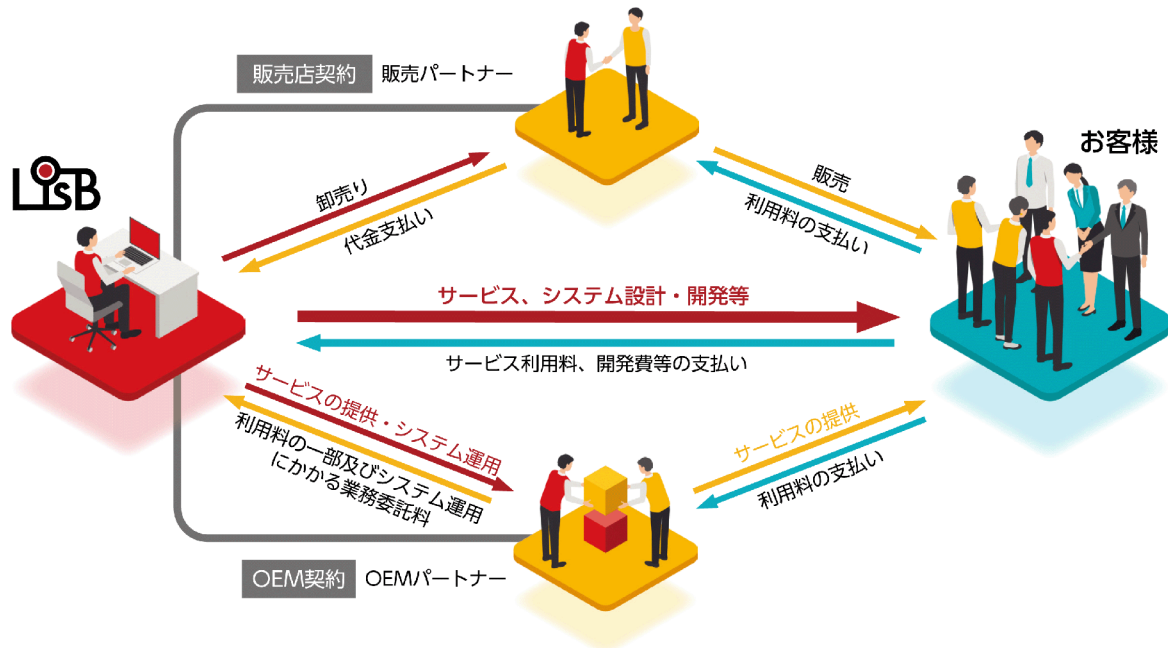 販売店契約 販売パートナー
お客様
LisB
卸売り
代金支払い
販売
利用料の支払い
サービス、システム設計・開発等
サービス利用料、開発費等の支払い
サービスの提供・システム運用
利用料の一部及びシステム運用
にかかる業務委託料
サービスの提供
利用料の支払い
OEM契約 OEMパートナー